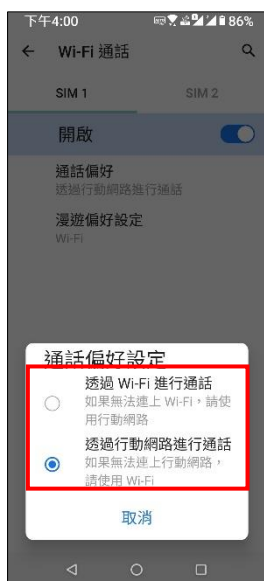 下午4:00
86%
Wi-Fi 通話
SIM 1
SIM 2
開啟
通話偏好
透過行動網路進行通話
漫遊偏好設定
Wi-Fi
通話偏好設定
透過 Wi-Fi 進行通話
如果無法連上 Wi-Fi，請使
用行動網路
透過行動網路進行通話
如果無法連上行動網路，
請使用 Wi-Fi
取消